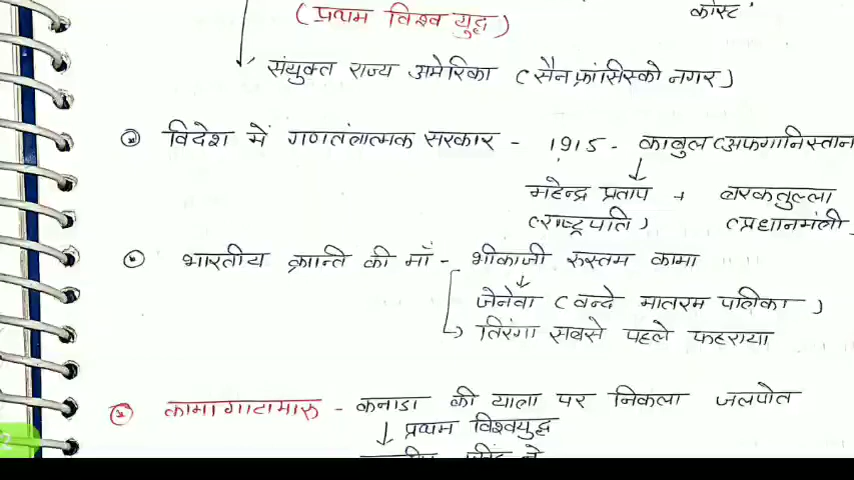 (प्रथम विश्व युद्ध) कोस्ट'
संयुक्त राज्य अमेरिका (सैन फ्रांसिस्को नगर)
विदेश में गणतंत्रात्मक सरकार - 1915 - काबुल (अफगानिस्तान
महेन्द्र प्रताप + बरकतुल्ला
(राष्ट्रपति) (प्रधानमंत्री)
भारतीय क्रान्ति की माँ - भीकाजी रुस्तम कामा
जेनेवा (वन्दे मातरम पत्रिका)
तिरंगा सबसे पहले फहराया
कामागाटामारु - कनाडा की यात्रा पर निकला जलपोत
प्रथम विश्वयुद्ध
2